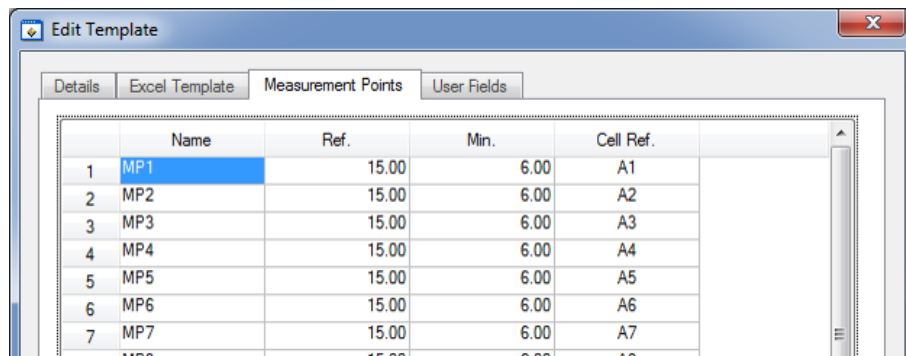 Edit Template
Details Excel Template Measurement Points User Fields
Name Ref. Min. Cell Ref.
1 MP1 15.00 6.00 A1
2 MP2 15.00 6.00 A2
3 MP3 15.00 6.00 A3
4 MP4 15.00 6.00 A4
5 MP5 15.00 6.00 A5
6 MP6 15.00 6.00 A6
7 MP7 15.00 6.00 A7